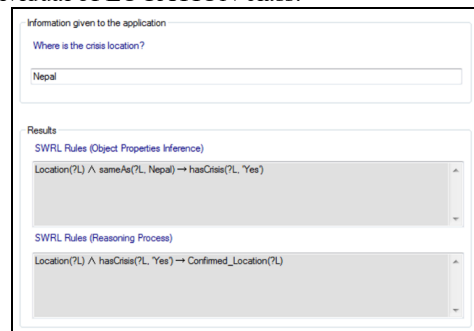 Information given to the application
Where is the crisis location?
Nepal
Results
SWRL Rules (Object Properties Inference)
Location(?L) ∧ sameAs(?L, Nepal) → hasCrisis(?L, 'Yes')
SWRL Rules (Reasoning Process)
Location(?L) ∧ hasCrisis(?L, 'Yes') → Confirmed_Location(?L)